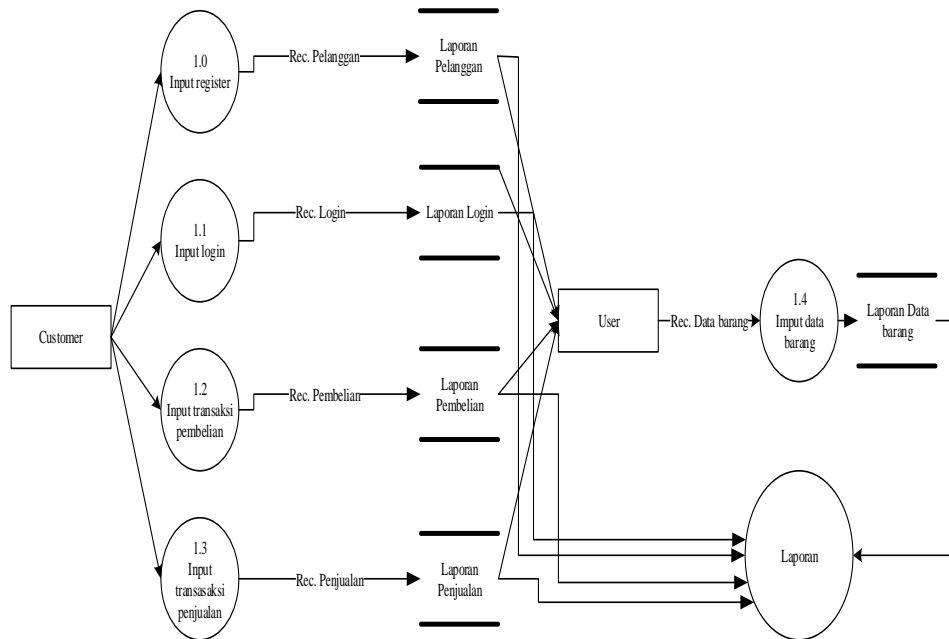 1.0
Input register
Rec. Pelanggan
Laporan
Pelanggan
1.1
Input login
Rec. Login
Laporan Login
Customer
User
Rec. Data barang
1.4
Imput data
barang
Laporan Data
barang
1.2
Input transaksi
pembelian
Rec. Pembelian
Laporan
Pembelian
1.3
Input
transasaksi
penjualan
Rec. Penjualan
Laporan
Penjualan
Laporan